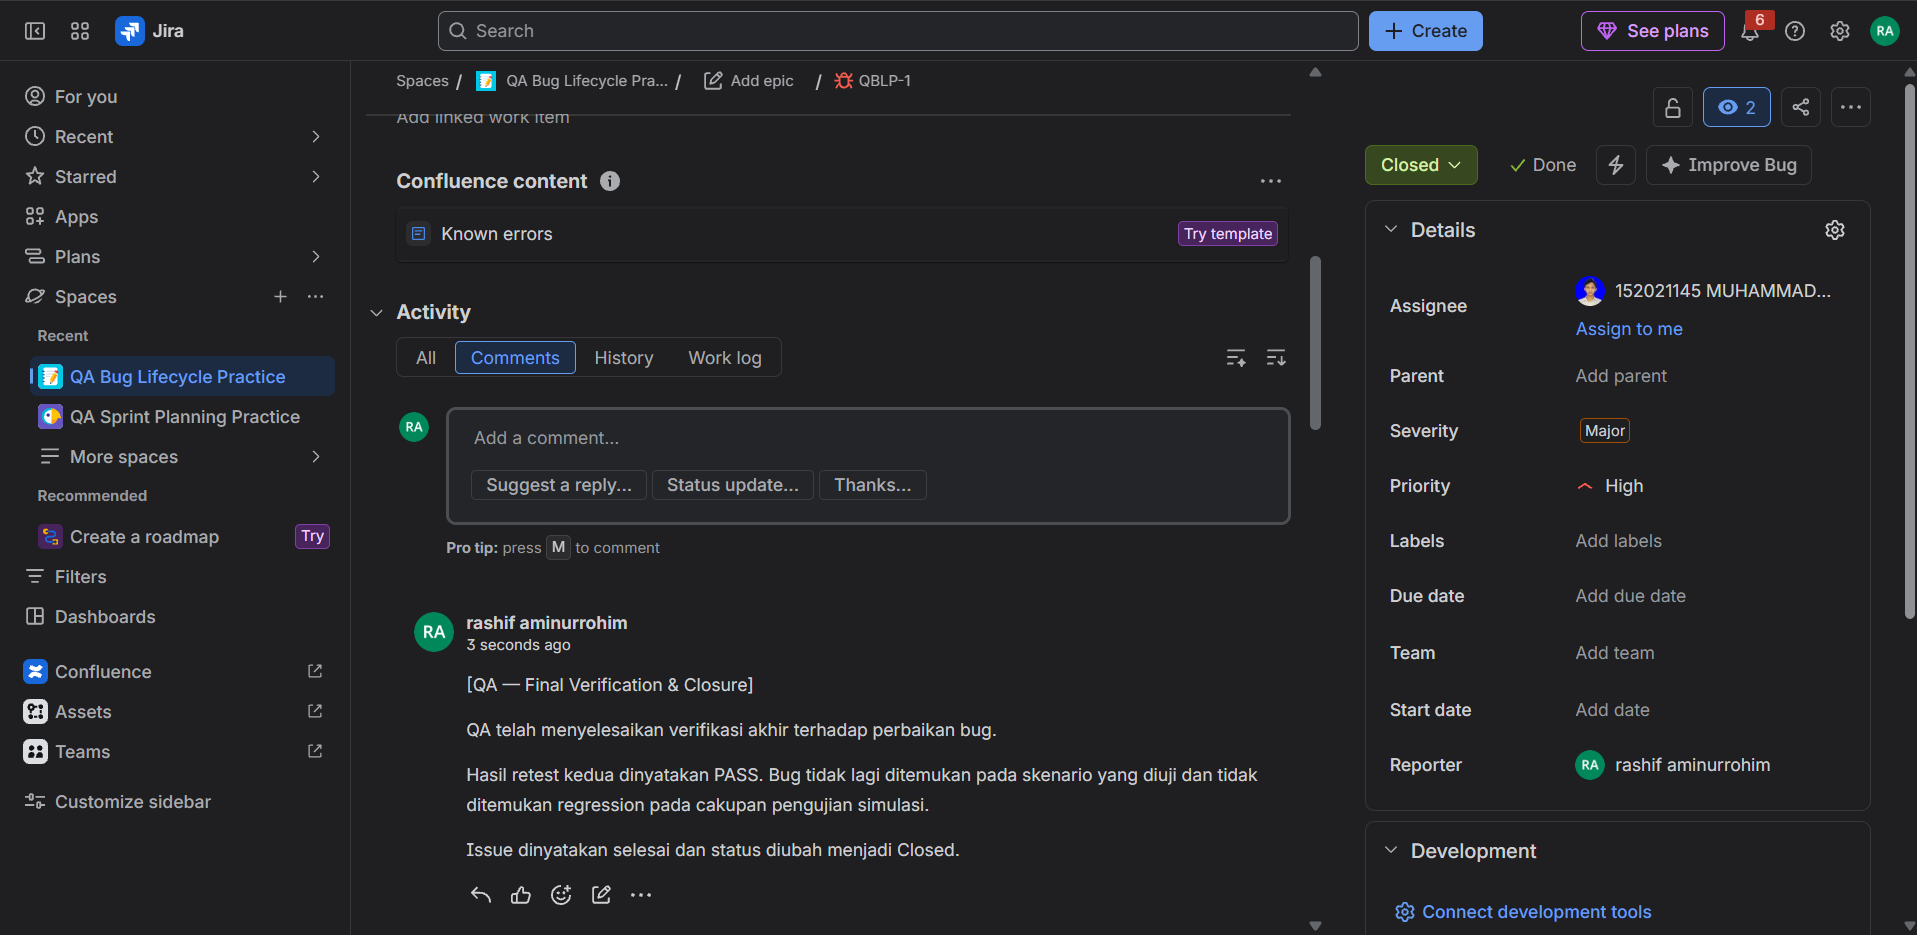 Jira
Search
Create
See plans
6
RA
For you
Recent
Starred
Apps
Plans
Spaces
Recent
QA Bug Lifecycle Practice
QA Sprint Planning Practice
More spaces
Recommended
Create a roadmap
Try
Filters
Dashboards
Confluence
Assets
Teams
Customize sidebar
Spaces / QA Bug Lifecycle Pra... / Add epic / QBLP-1
Add linked work item
Confluence content
Known errors
Try template
Activity
All
Comments
History
Work log
RA
Add a comment...
Suggest a reply...
Status update...
Thanks...
Pro tip: press M to comment
RA
rashif aminurrohim
3 seconds ago
[QA — Final Verification & Closure]
QA telah menyelesaikan verifikasi akhir terhadap perbaikan bug.
Hasil retest kedua dinyatakan PASS. Bug tidak lagi ditemukan pada skenario yang diuji dan tidak
ditemukan regression pada cakupan pengujian simulasi.
Issue dinyatakan selesai dan status diubah menjadi Closed.
2
Closed
Done
Improve Bug
Details
Assignee
152021145 MUHAMMAD...
Assign to me
Parent
Add parent
Severity
Major
Priority
High
Labels
Add labels
Due date
Add due date
Team
Add team
Start date
Add date
Reporter
RA
rashif aminurrohim
Development
Connect development tools